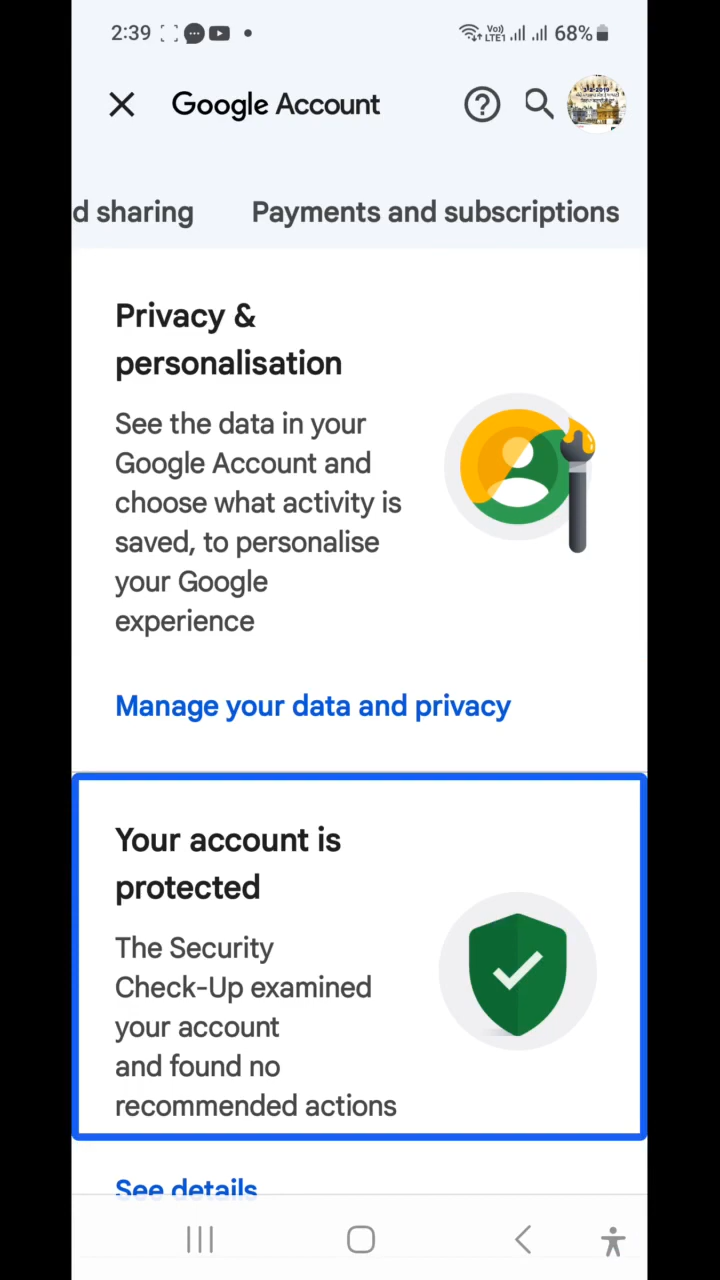 2:39
Vo))
LTE1
68%
Google Account
d sharing
Payments and subscriptions
Privacy &
personalisation
See the data in your
Google Account and
choose what activity is
saved, to personalise
your Google
experience
Manage your data and privacy
Your account is
protected
The Security
Check-Up examined
your account
and found no
recommended actions
See details